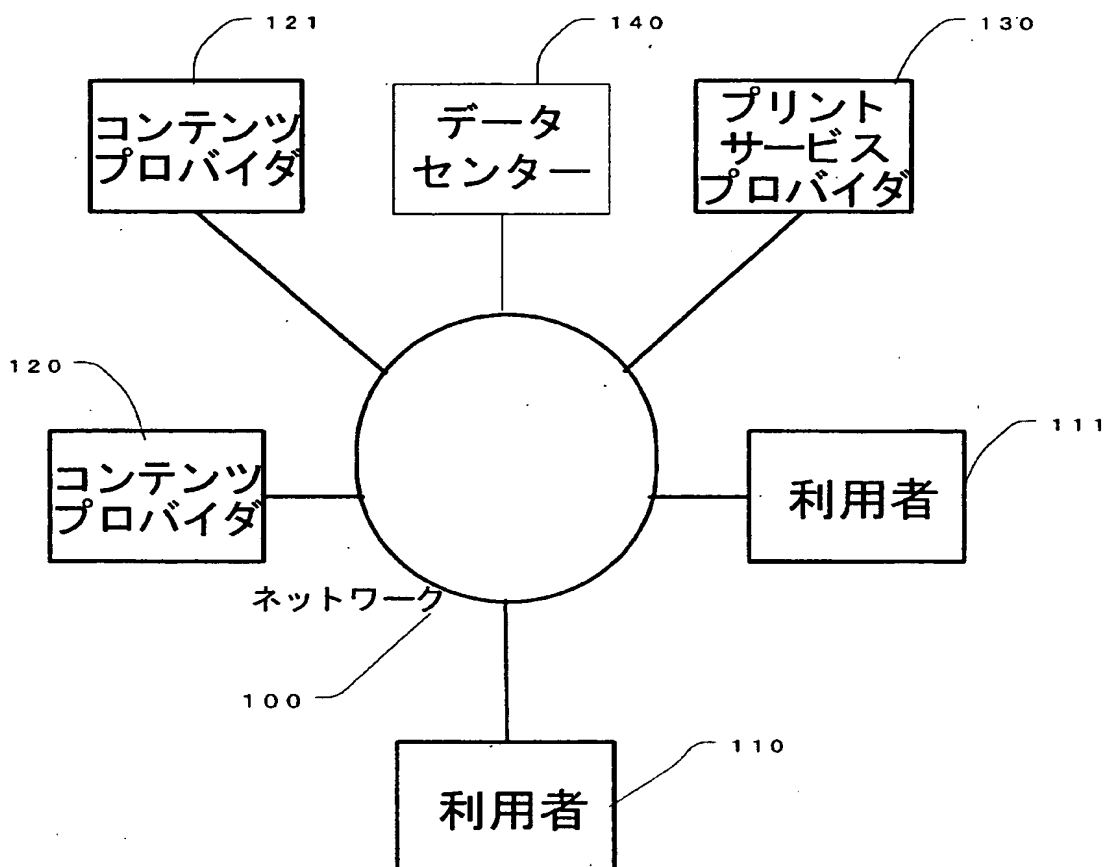 121
140
130
コンテンツ
プロバイダ
データ
センター
プリント
サービス
プロバイダ
120
111
コンテンツ
プロバイダ
利用者
ネットワーク
100
110
利用者